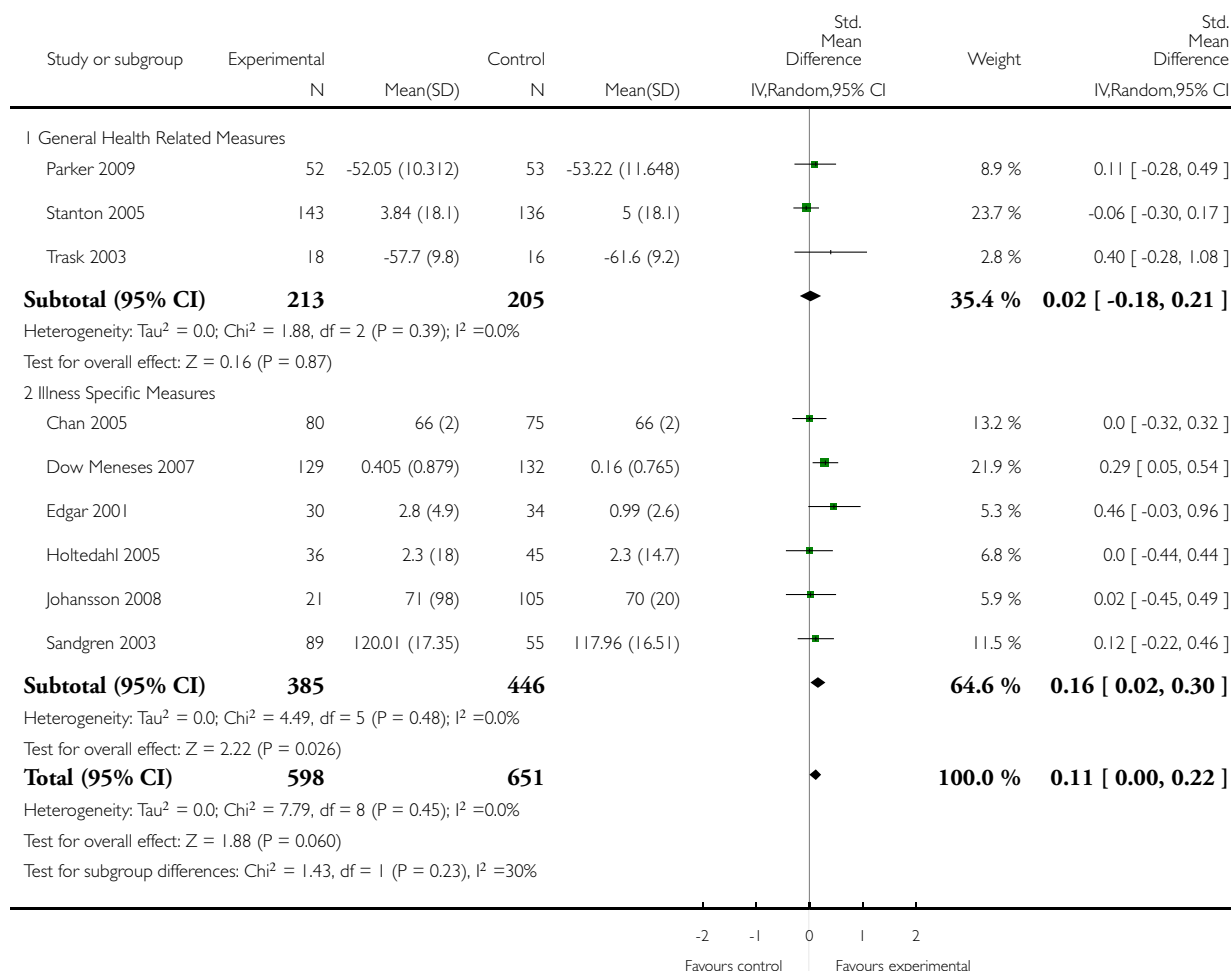 Study or subgroup Experimental Control Std. Mean Difference Weight Std. Mean Difference
N Mean(SD) N Mean(SD) IV,Random,95% CI IV,Random,95% CI
1 General Health Related Measures
Parker 2009 52 -52.05 (10.312) 53 -53.22 (11.648) 8.9 % 0.11 [ -0.28, 0.49 ]
Stanton 2005 143 3.84 (18.1) 136 5 (18.1) 23.7 % -0.06 [ -0.30, 0.17 ]
Trask 2003 18 -57.7 (9.8) 16 -61.6 (9.2) 2.8 % 0.40 [ -0.28, 1.08 ]
Subtotal (95% CI) 213 205 35.4 % 0.02 [ -0.18, 0.21 ]
Heterogeneity: Tau² = 0.0; Chi² = 1.88, df = 2 (P = 0.39); I² =0.0%
Test for overall effect: Z = 0.16 (P = 0.87)
2 Illness Specific Measures
Chan 2005 80 66 (2) 75 66 (2) 13.2 % 0.0 [ -0.32, 0.32 ]
Dow Meneses 2007 129 0.405 (0.879) 132 0.16 (0.765) 21.9 % 0.29 [ 0.05, 0.54 ]
Edgar 2001 30 2.8 (4.9) 34 0.99 (2.6) 5.3 % 0.46 [ -0.03, 0.96 ]
Holtedahl 2005 36 2.3 (18) 45 2.3 (14.7) 6.8 % 0.0 [ -0.44, 0.44 ]
Johansson 2008 21 71 (98) 105 70 (20) 5.9 % 0.02 [ -0.45, 0.49 ]
Sandgren 2003 89 120.01 (17.35) 55 117.96 (16.51) 11.5 % 0.12 [ -0.22, 0.46 ]
Subtotal (95% CI) 385 446 64.6 % 0.16 [ 0.02, 0.30 ]
Heterogeneity: Tau² = 0.0; Chi² = 4.49, df = 5 (P = 0.48); I² =0.0%
Test for overall effect: Z = 2.22 (P = 0.026)
Total (95% CI) 598 651 100.0 % 0.11 [ 0.00, 0.22 ]
Heterogeneity: Tau² = 0.0; Chi² = 7.79, df = 8 (P = 0.45); I² =0.0%
Test for overall effect: Z = 1.88 (P = 0.060)
Test for subgroup differences: Chi² = 1.43, df = 1 (P = 0.23), I² =30%
-2 -1 0 1 2
Favours control Favours experimental